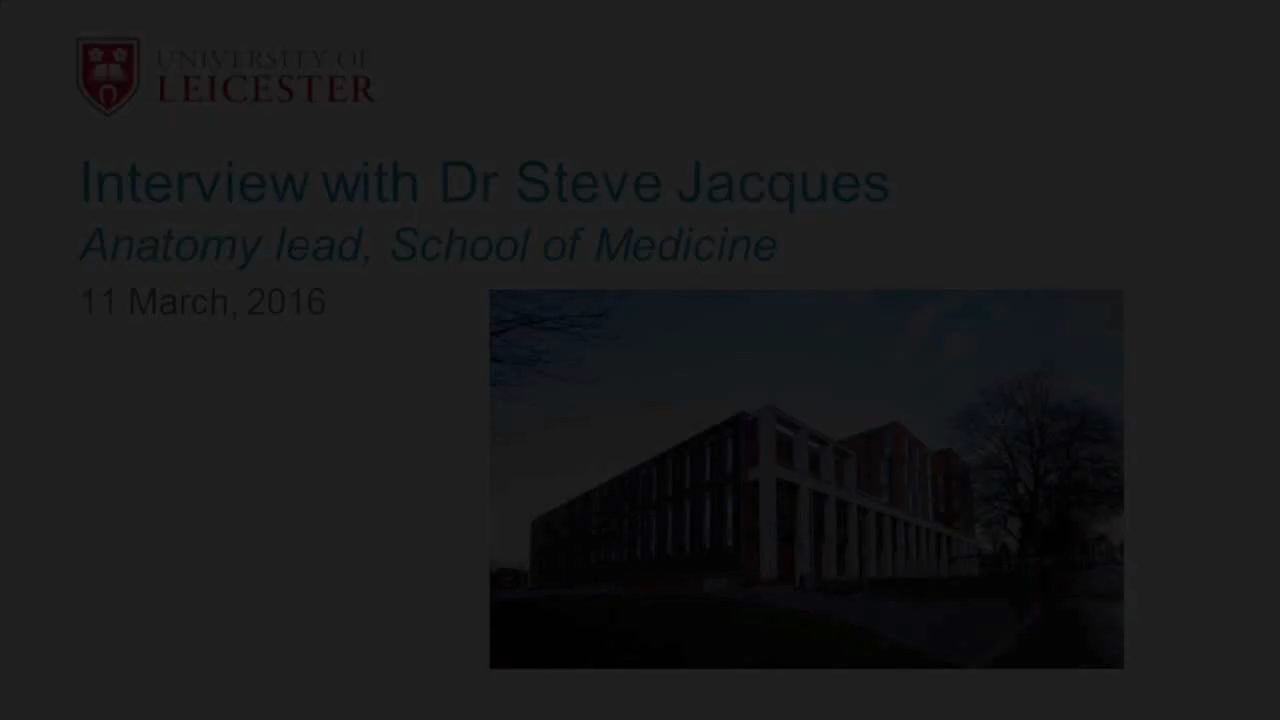 UNIVERSITY OF
LEICESTER
Interview with Dr Steve Jacques
Anatomy lead, School of Medicine
11 March, 2016